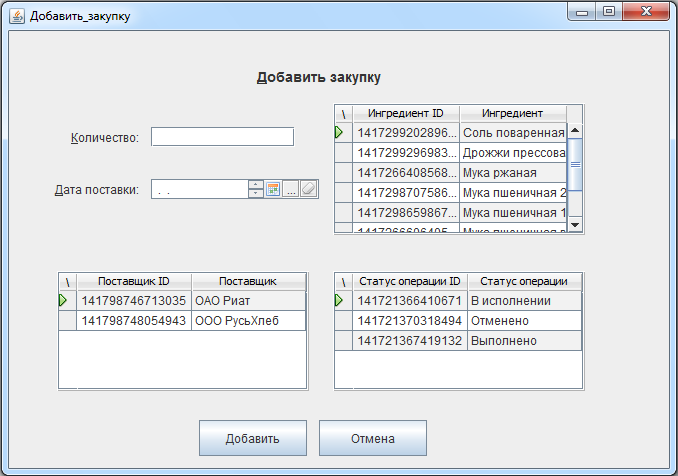 Добавить_закупку
Добавить закупку
Количество:
Дата поставки: . . ...
\ Ингредиент ID Ингредиент
1417299202896... Соль поваренная
1417299296983... Дрожжи прессова
1417266408568... Мука ржаная
1417298707586... Мука пшеничная 2
1417298659867... Мука пшеничная 1
\ Поставщик ID Поставщик
141798746713035 ОАО Риат
141798748054943 ООО РусьХлеб
\ Статус операции ID Статус операции
141721366410671 В исполнении
141721370318494 Отменено
141721367419132 Выполнено
Добавить Отмена